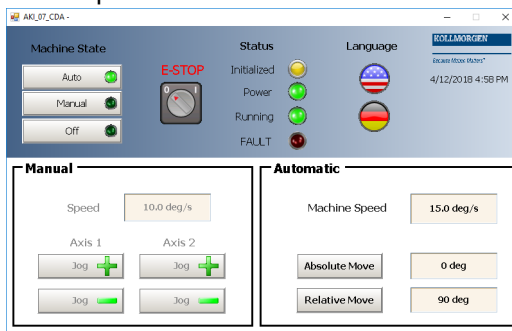 AKI_07_CDA -
KOLLMORGEN
Because Motion Matters™
4/12/2018 4:58 PM
Machine State
Auto
Manual
Off
E-STOP
0 I
Status
Initialized
Power
Running
FAULT
Language
Manual
Speed
10.0 deg/s
Axis 1
Axis 2
Jog
Jog
Jog
Jog
Automatic
Machine Speed
15.0 deg/s
Absolute Move
0 deg
Relative Move
90 deg